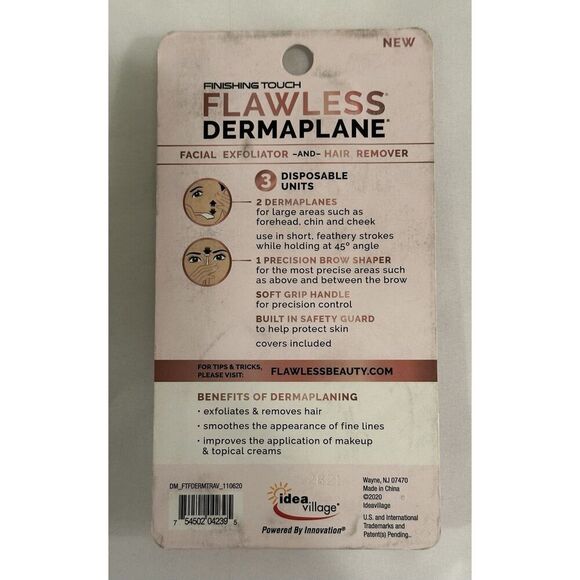 NEW
FINISHING TOUCH
FLAWLESS®
DERMAPLANE®
FACIAL EXFOLIATOR -AND- HAIR REMOVER
3 DISPOSABLE
UNITS
2 DERMAPLANES
for large areas such as
forehead, chin and cheek
use in short, feathery strokes
while holding at 45° angle
1 PRECISION BROW SHAPER
for the most precise areas such
as above and between the brow
SOFT GRIP HANDLE
for precision control
BUILT IN SAFETY GUARD
to help protect skin
covers included
FOR TIPS & TRICKS,
PLEASE VISIT:
FLAWLESSBEAUTY.COM
BENEFITS OF DERMAPLANING
• exfoliates & removes hair
• smoothes the appearance of fine lines
• improves the application of makeup
& topical creams
DM_FTFDERMTRAV_110620
7 54502 04239 5
idea
village®
Powered By Innovation®
Wayne, NJ 07470
Made in China
©2020
Ideavillage
U.S. and International
Trademarks and
Patent(s) Pending..